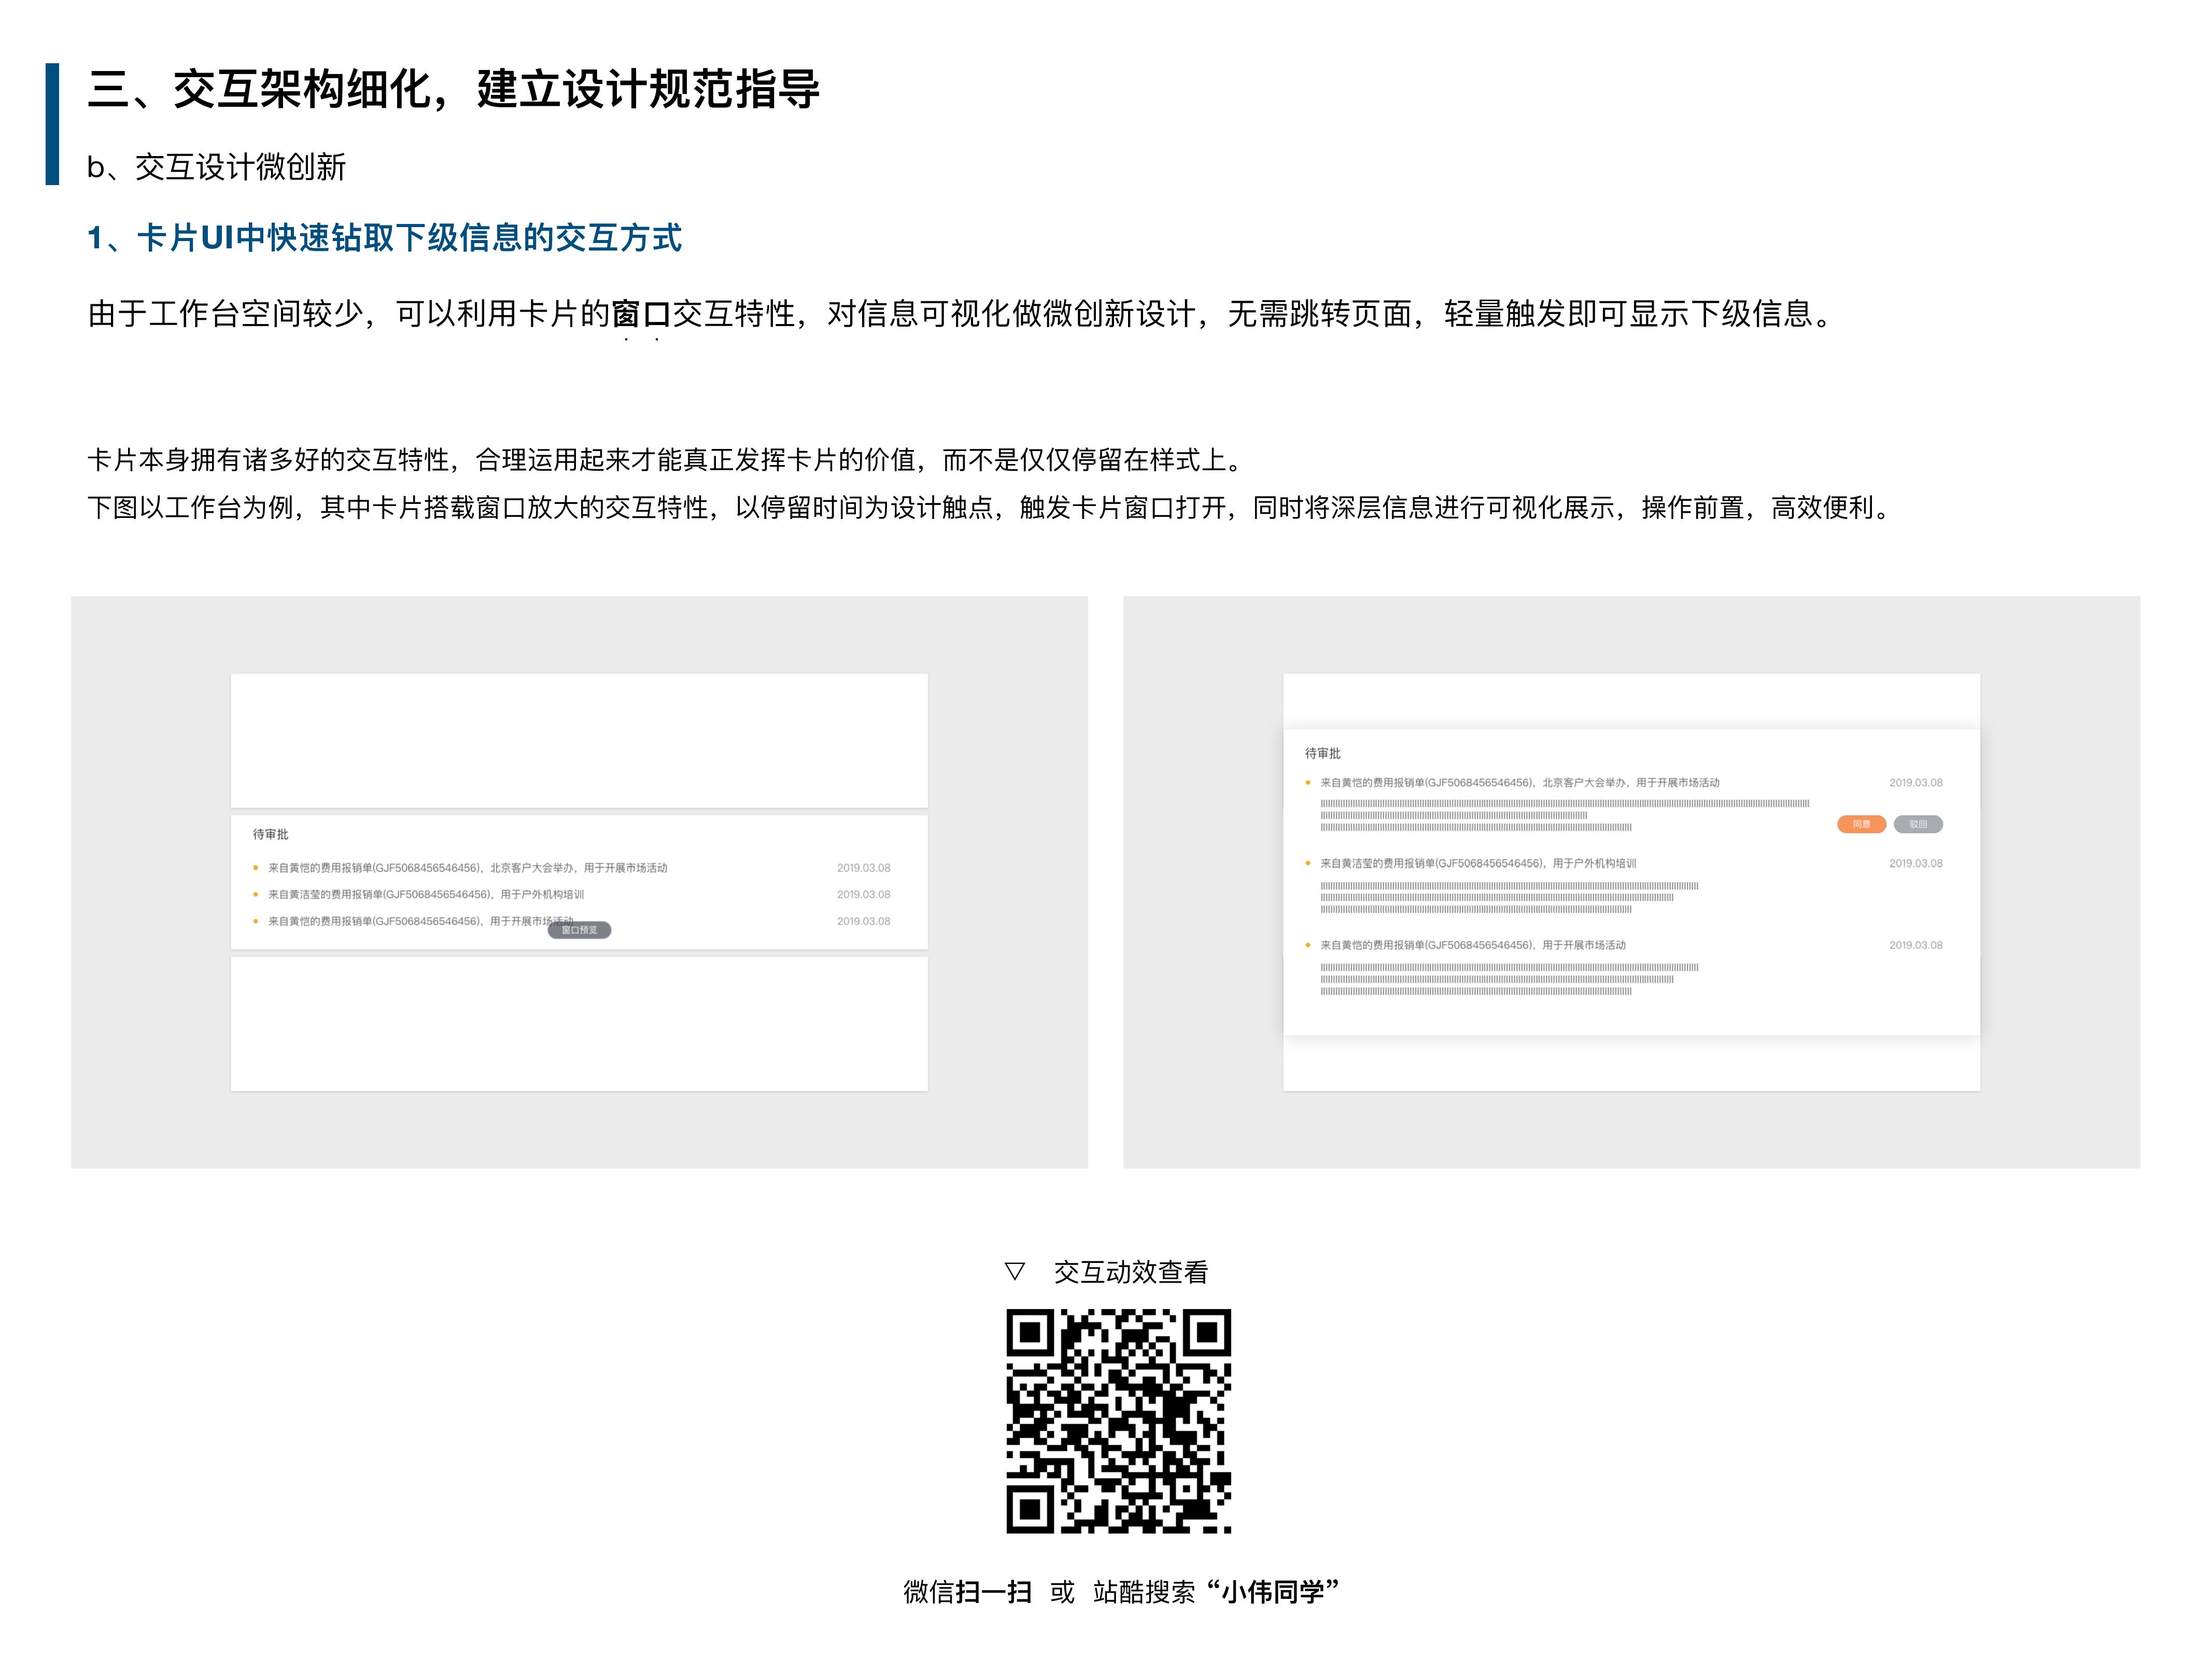 三、交互架构细化，建立设计规范指导
b、交互设计微创新
1、卡片UI中快速钻取下级信息的交互方式
由于工作台空间较少，可以利用卡片的窗口交互特性，对信息可视化做微创新设计，无需跳转页面，轻量触发即可显示下级信息。
卡片本身拥有诸多好的交互特性，合理运用起来才能真正发挥卡片的价值，而不是仅仅停留在样式上。
下图以工作台为例，其中卡片搭载窗口放大的交互特性，以停留时间为设计触点，触发卡片窗口打开，同时将深层信息进行可视化展示，操作前置，高效便利。
待审批
来自黄恺的费用报销单(GJF5068456546456)，北京客户大会举办，用于开展市场活动 2019.03.08
来自黄洁莹的费用报销单(GJF5068456546456)，用于户外机构培训 2019.03.08
来自黄恺的费用报销单(GJF5068456546456)，用于开展市场活动 2019.03.08
窗口预览
待审批
来自黄恺的费用报销单(GJF5068456546456)，北京客户大会举办，用于开展市场活动 2019.03.08
同意 驳回
来自黄洁莹的费用报销单(GJF5068456546456)，用于户外机构培训 2019.03.08
来自黄恺的费用报销单(GJF5068456546456)，用于开展市场活动 2019.03.08
▽ 交互动效查看
微信扫一扫 或 站酷搜索“小伟同学”